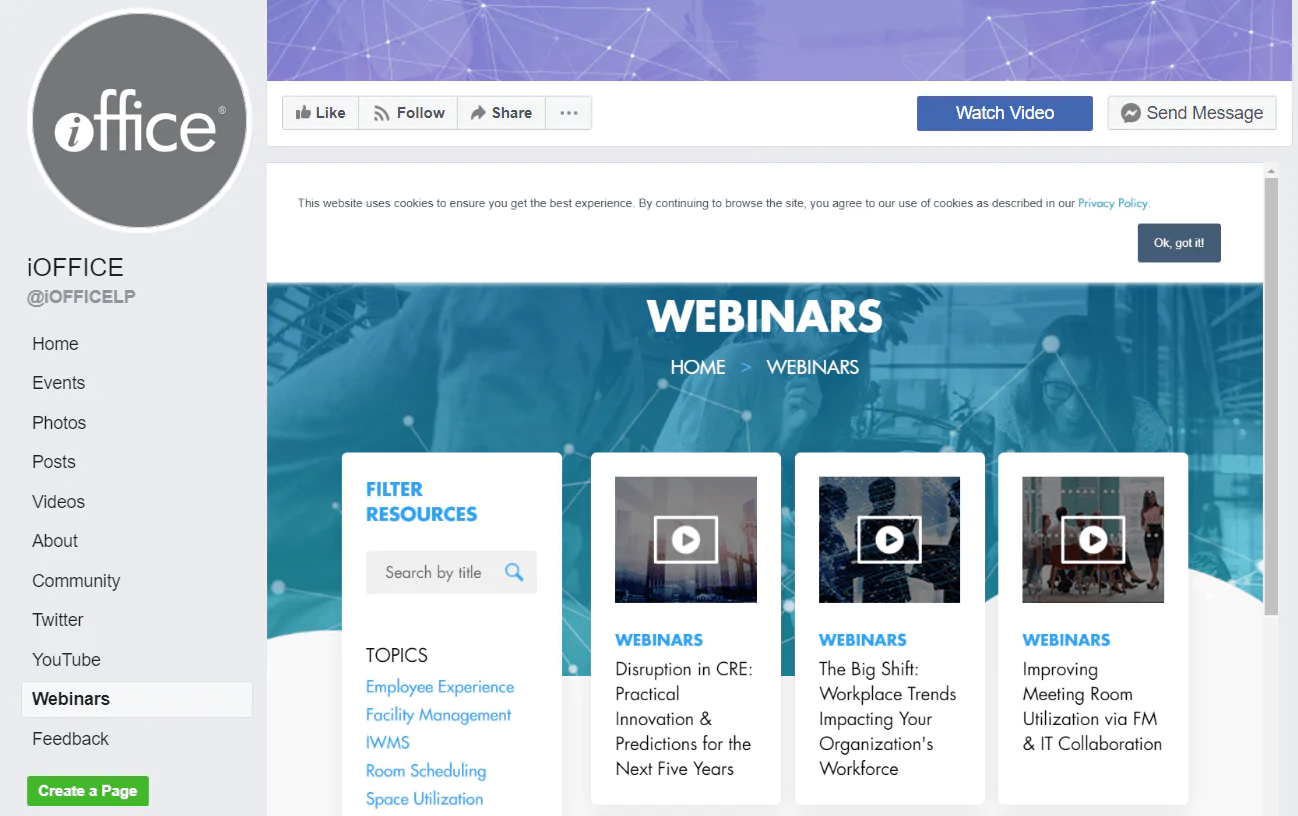 iOffice®
iOFFICE
@iOFFICELP
Home
Events
Photos
Posts
Videos
About
Community
Twitter
YouTube
Webinars
Feedback
Create a Page
Like
Follow
Share
...
Watch Video
Send Message
This website uses cookies to ensure you get the best experience. By continuing to browse the site, you agree to our use of cookies as described in our Privacy Policy.
Ok, got it!
WEBINARS
HOME > WEBINARS
FILTER
RESOURCES
Search by title
TOPICS
Employee Experience
Facility Management
IWMS
Room Scheduling
Space Utilization
WEBINARS
Disruption in CRE:
Practical
Innovation &
Predictions for the
Next Five Years
WEBINARS
The Big Shift:
Workplace Trends
Impacting Your
Organization's
Workforce
WEBINARS
Improving
Meeting Room
Utilization via FM
& IT Collaboration